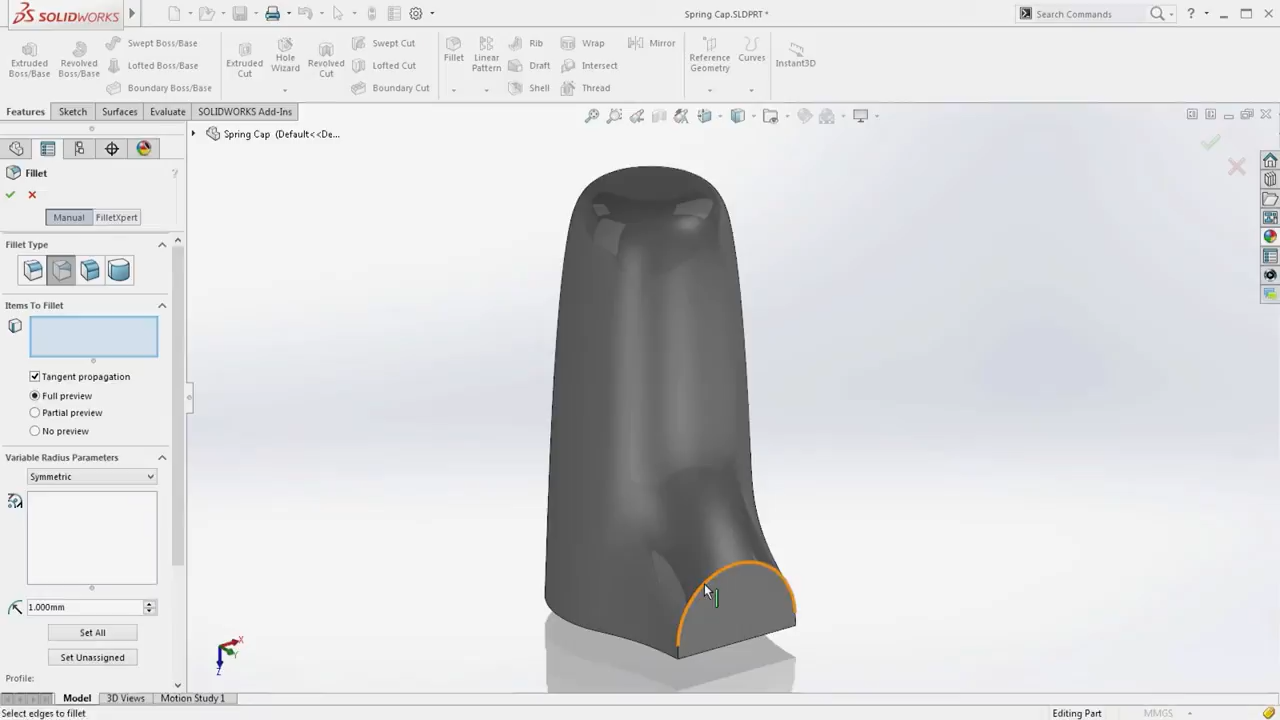 SOLIDWORKS
Spring Cap.SLDPRT *
Search Commands
?
Extruded Boss/Base
Revolved Boss/Base
Swept Boss/Base
Lofted Boss/Base
Boundary Boss/Base
Extruded Cut
Hole Wizard
Revolved Cut
Swept Cut
Lofted Cut
Boundary Cut
Fillet
Linear Pattern
Rib
Draft
Shell
Wrap
Intersect
Thread
Mirror
Reference Geometry
Curves
Instant3D
Features Sketch Surfaces Evaluate SOLIDWORKS Add-Ins
Spring Cap (Default<<De...
Fillet
?
Manual FilletXpert
Fillet Type
Items To Fillet
Tangent propagation
Full preview
Partial preview
No preview
Variable Radius Parameters
Symmetric
1.000mm
Set All
Set Unassigned
Profile:
X
Y
Z
Model 3D Views Motion Study 1
Select edges to fillet
Editing Part
MMGS